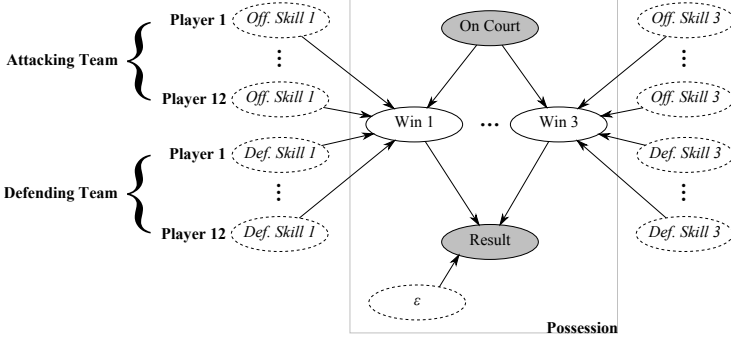 Player 1 Off. Skill 1 On Court Off. Skill 3
Attacking Team { ⋮ ⋮
Player 12 Off. Skill 1 Off. Skill 3
Win 1 ... Win 3
Player 1 Def. Skill 1 Def. Skill 3
Defending Team { ⋮ ⋮
Player 12 Def. Skill 1 Result Def. Skill 3
ε
Possession